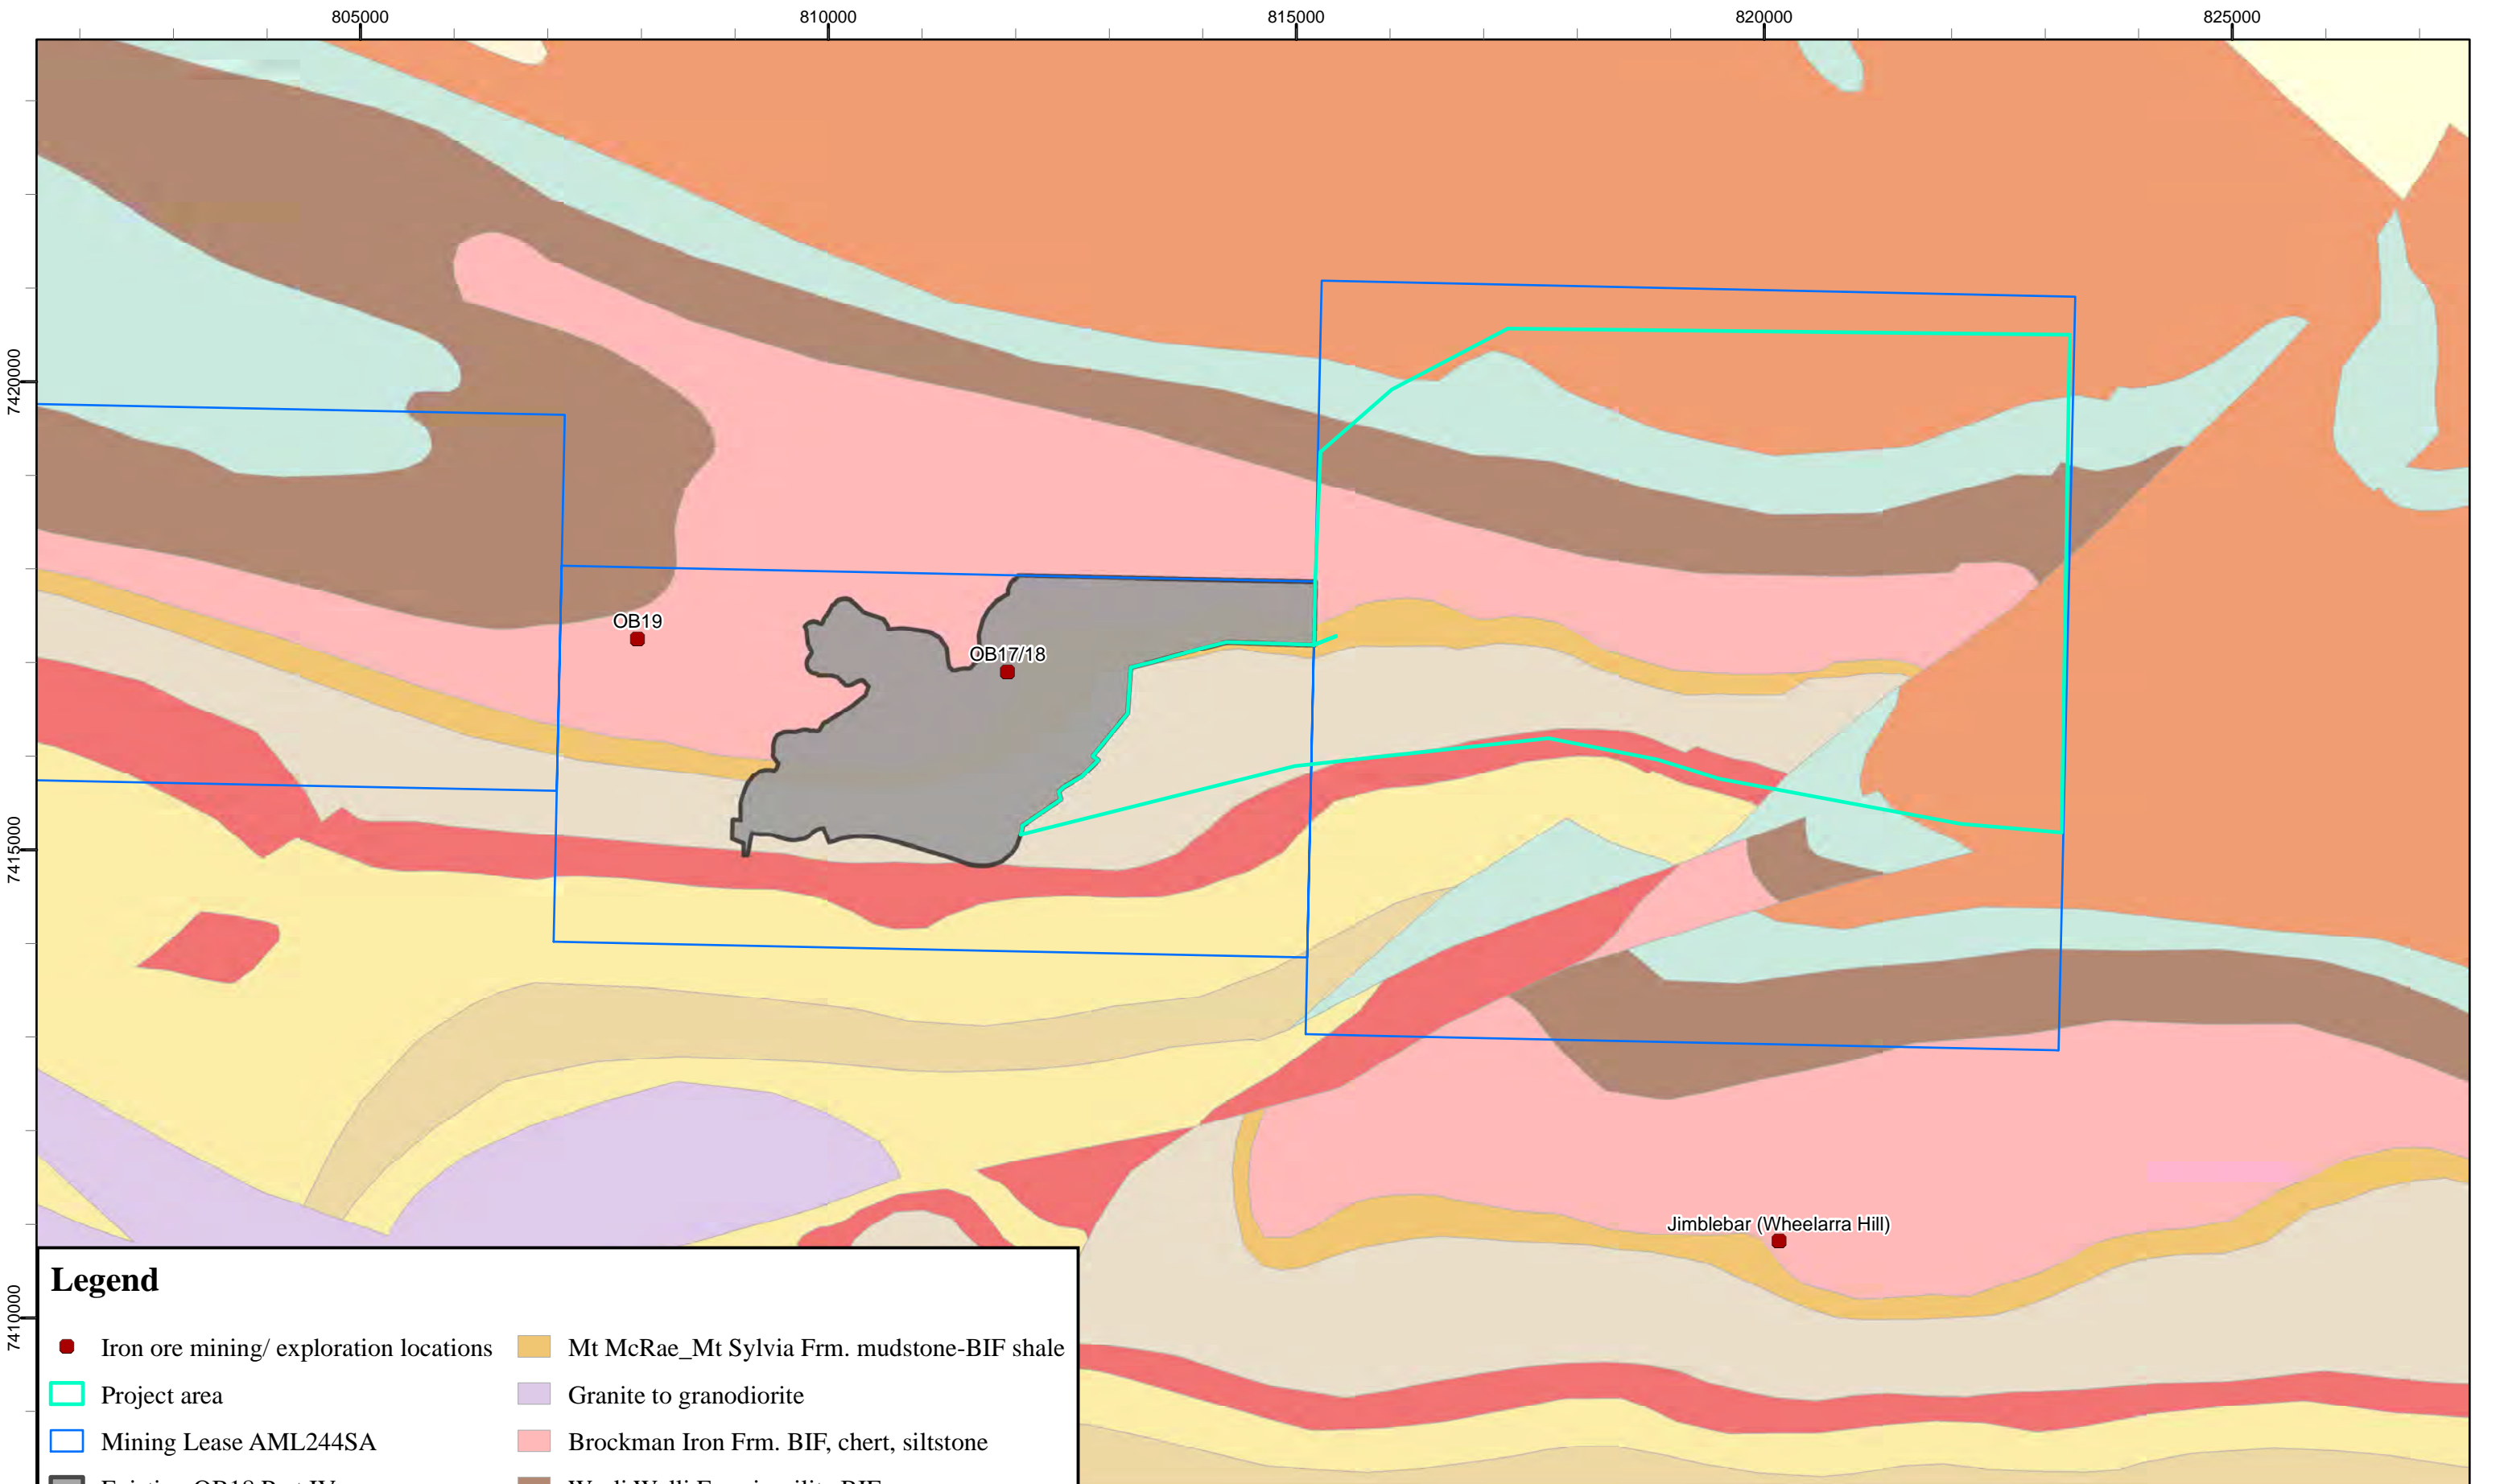 805000 810000 815000 820000 825000
7420000
7415000
7410000
OB19
OB17/18
Jimblebar (Wheelarra Hill)
Legend
Iron ore mining/ exploration locations
Mt McRae_Mt Sylvia Frm. mudstone-BIF shale
Project area
Granite to granodiorite
Mining Lease AML244SA
Brockman Iron Frm. BIF, chert, siltstone